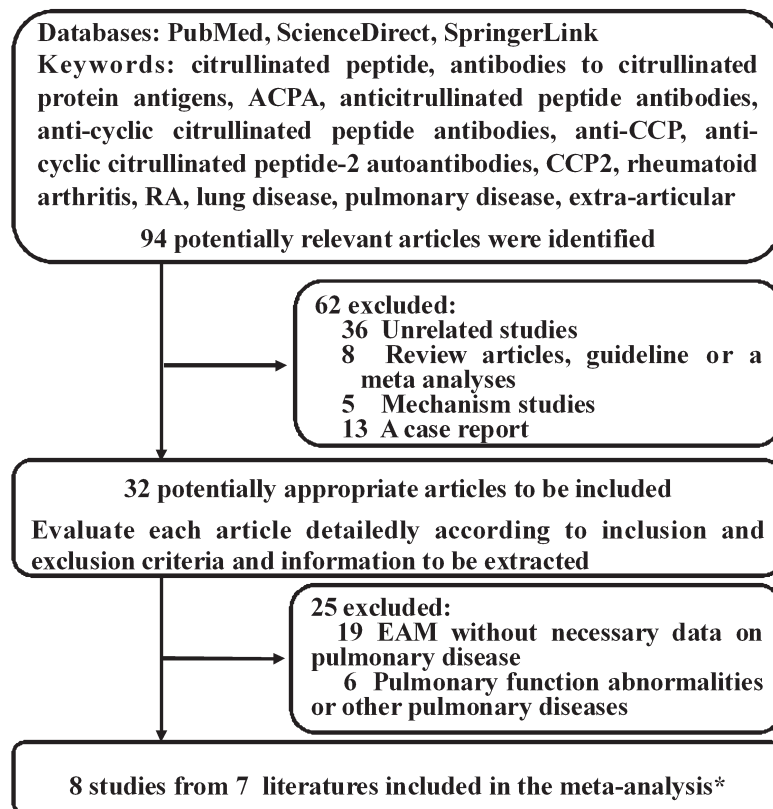 Databases: PubMed, ScienceDirect, SpringerLink
Keywords: citrullinated peptide, antibodies to citrullinated
protein antigens, ACPA, anticitrullinated peptide antibodies,
anti-cyclic citrullinated peptide antibodies, anti-CCP, anti-
cyclic citrullinated peptide-2 autoantibodies, CCP2, rheumatoid
arthritis, RA, lung disease, pulmonary disease, extra-articular
94 potentially relevant articles were identified
62 excluded:
36 Unrelated studies
8 Review articles, guideline or a
meta analyses
5 Mechanism studies
13 A case report
32 potentially appropriate articles to be included
Evaluate each article detailedly according to inclusion and
exclusion criteria and information to be extracted
25 excluded:
19 EAM without necessary data on
pulmonary disease
6 Pulmonary function abnormalities
or other pulmonary diseases
8 studies from 7 literatures included in the meta-analysis*